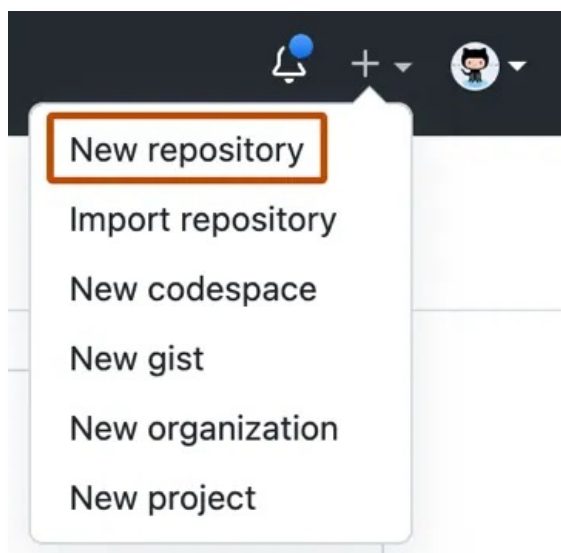 New repository
Import repository
New codespace
New gist
New organization
New project